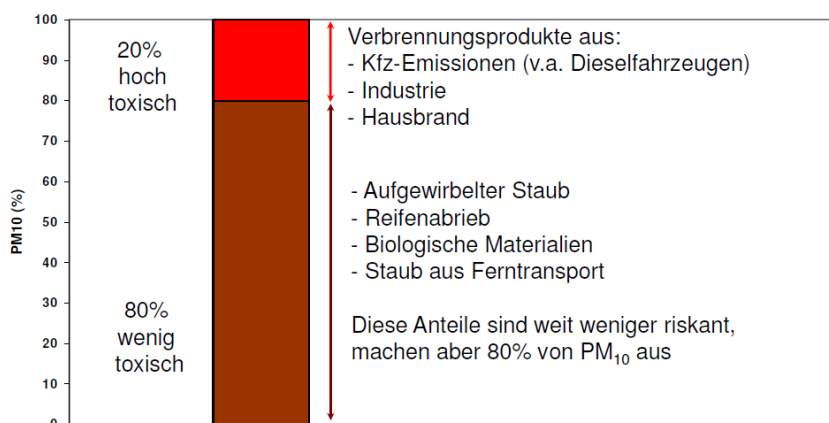 100
90
80
70
60
50
40
30
20
10
0
PM10 (%)
20%
hoch
toxisch
80%
wenig
toxisch
Verbrennungsprodukte aus:
- Kfz-Emissionen (v.a. Dieselfahrzeugen)
- Industrie
- Hausbrand
- Aufgewirbelter Staub
- Reifenabrieb
- Biologische Materialien
- Staub aus Ferntransport
Diese Anteile sind weit weniger riskant,
machen aber 80% von PM₁₀ aus